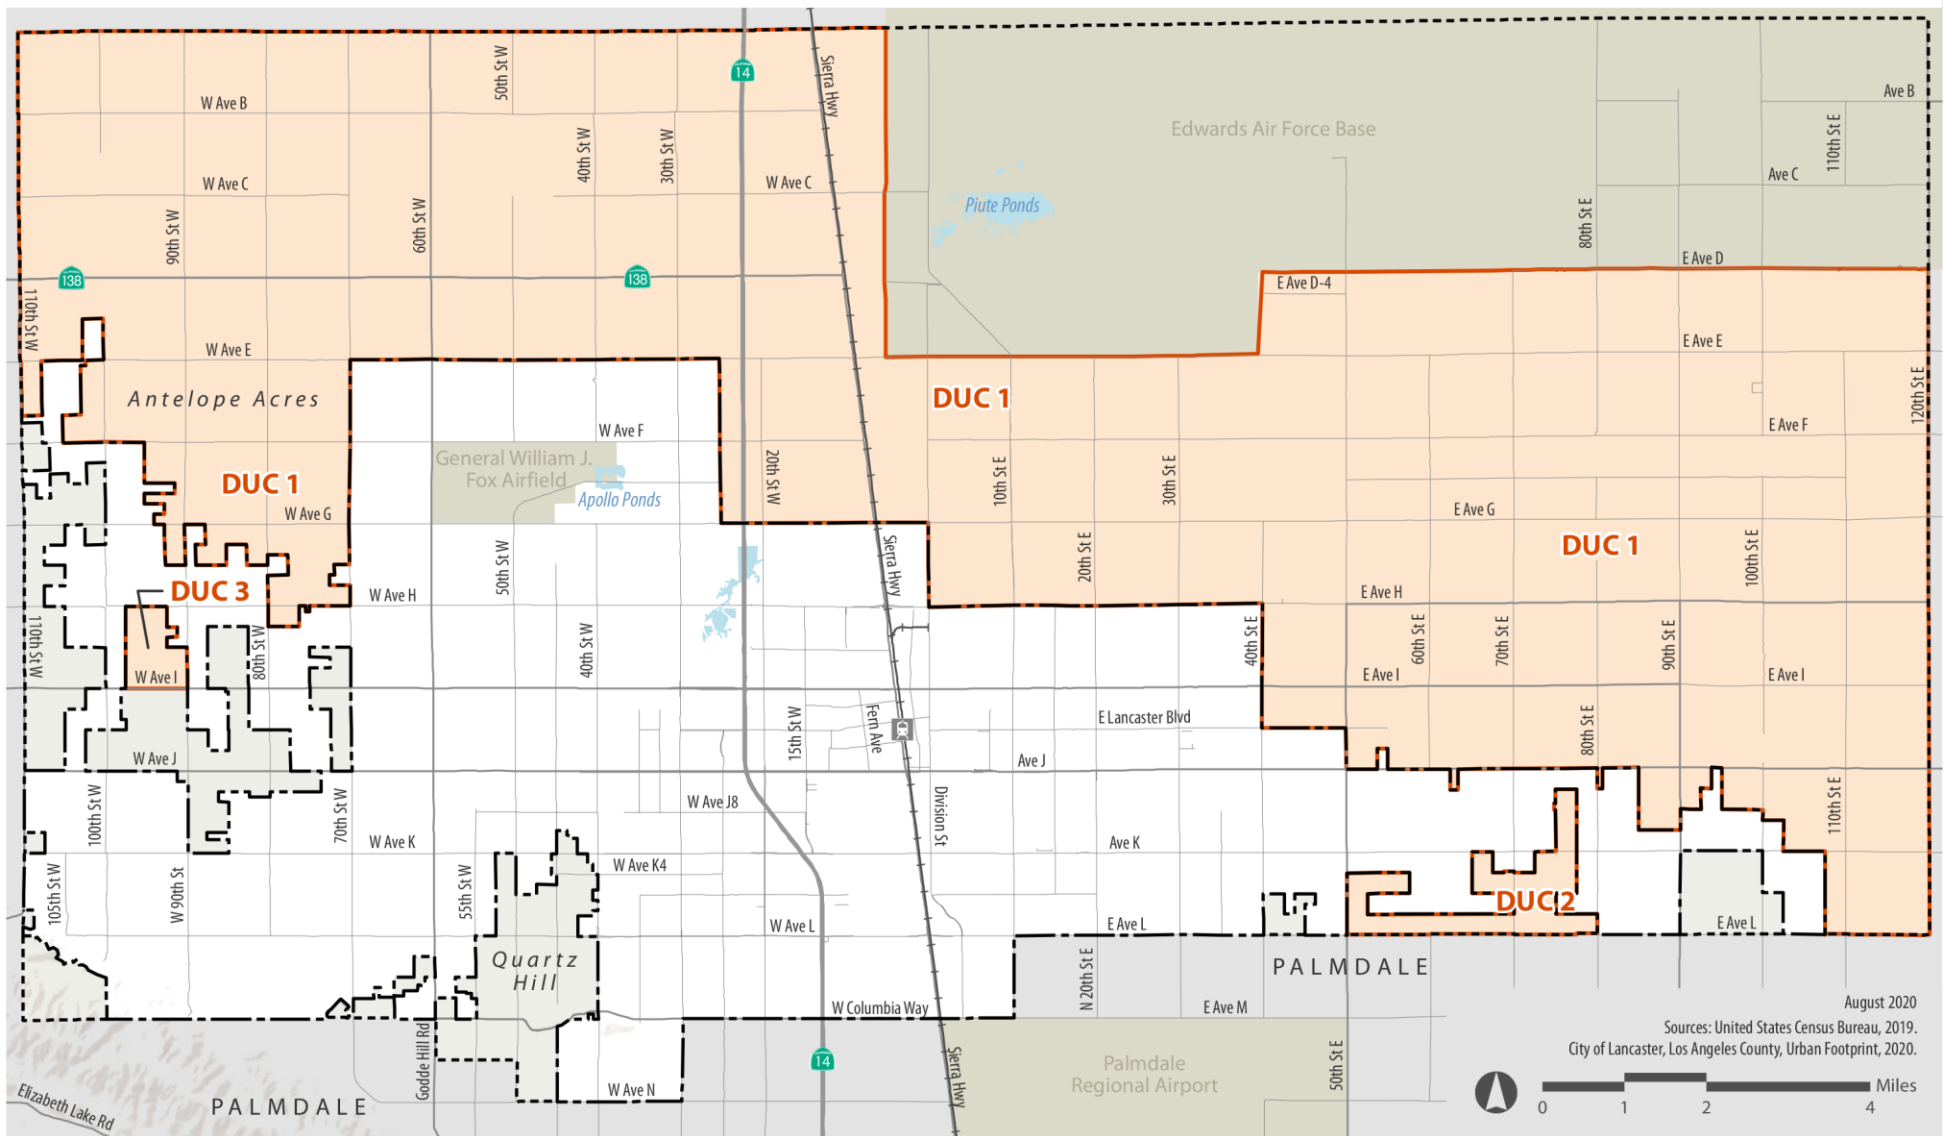 14
Sierra Hwy
50th St W
W Ave B
Ave B
Edwards Air Force Base
40th St W
30th St W
110th St E
W Ave C
W Ave C
Ave C
90th St W
60th St W
Piute Ponds
80th St E
E Ave D
138
138
E Ave D-4
110th St W
W Ave E
E Ave E
Antelope Acres
DUC 1
120th St E
W Ave F
E Ave F
General William J.
Fox Airfield
Apollo Ponds
20th St W
10th St E
30th St E
DUC 1
W Ave G
E Ave G
DUC 1
50th St W
Sierra Hwy
20th St E
100th St E
DUC 3
W Ave H
E Ave H
110th St W
80th St W
40th St W
40th St E
60th St E
70th St E
90th St E
W Ave I
E Ave I
E Ave I
15th St W
Fern Ave
E Lancaster Blvd
80th St E
W Ave J
Ave J
100th St W
70th St W
W Ave J8
Division St
110th St E
W Ave K
Ave K
W Ave K4
105th St W
W 90th St
55th St W
DUC 2
W Ave L
E Ave L
E Ave L
Quartz
Hill
N 20th St E
PALMDALE
W Columbia Way
E Ave M
August 2020
Sources: United States Census Bureau, 2019.
City of Lancaster, Los Angeles County, Urban Footprint, 2020.
Godde Hill Rd
14
Sierra Hwy
Palmdale
Regional Airport
50th St E
W Ave N
Elizabeth Lake Rd
PALMDALE
Miles
0 1 2 4